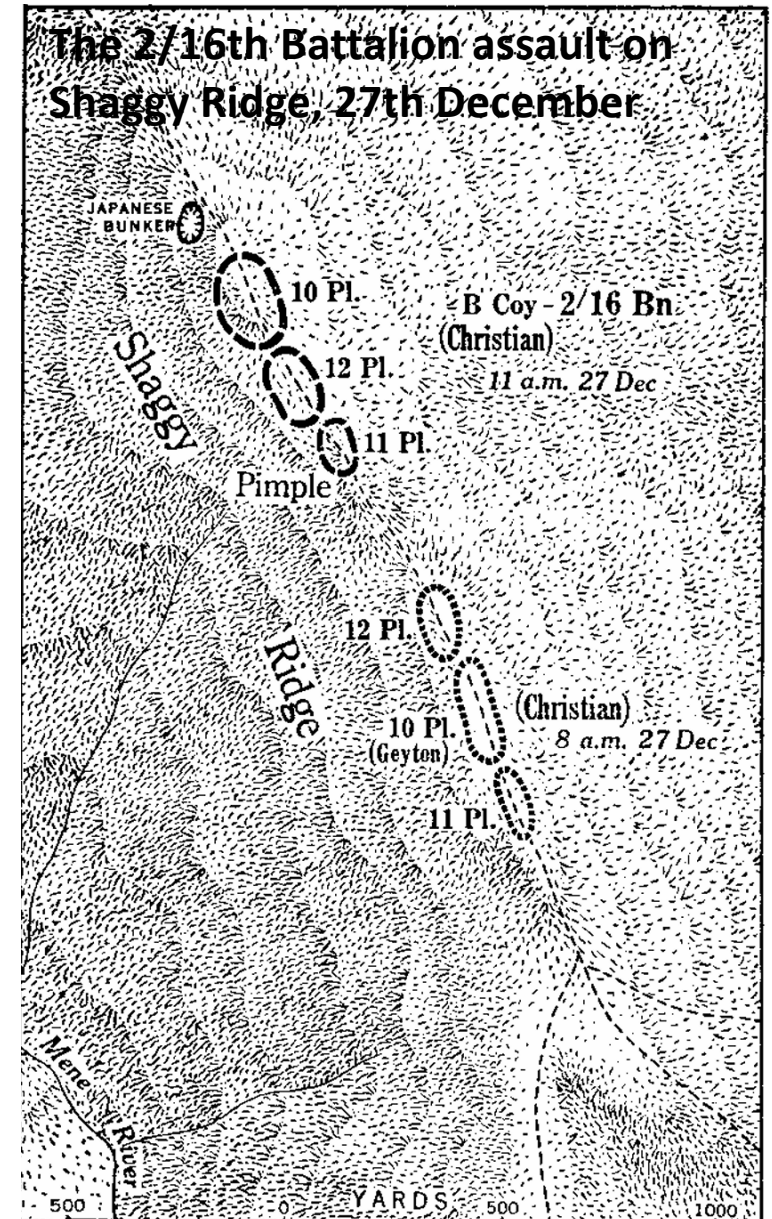 The 2/16th Battalion assault on
Shaggy Ridge, 27th December
JAPANESE
BUNKER
10 Pl.
B Coy - 2/16 Bn
(Christian)
11 a.m. 27 Dec
12 Pl.
11 Pl.
Shaggy
Pimple
12 Pl.
Ridge
(Christian)
8 a.m. 27 Dec
10 Pl.
(Geyton)
11 Pl.
Mene River
500 0 YARDS 500 1000